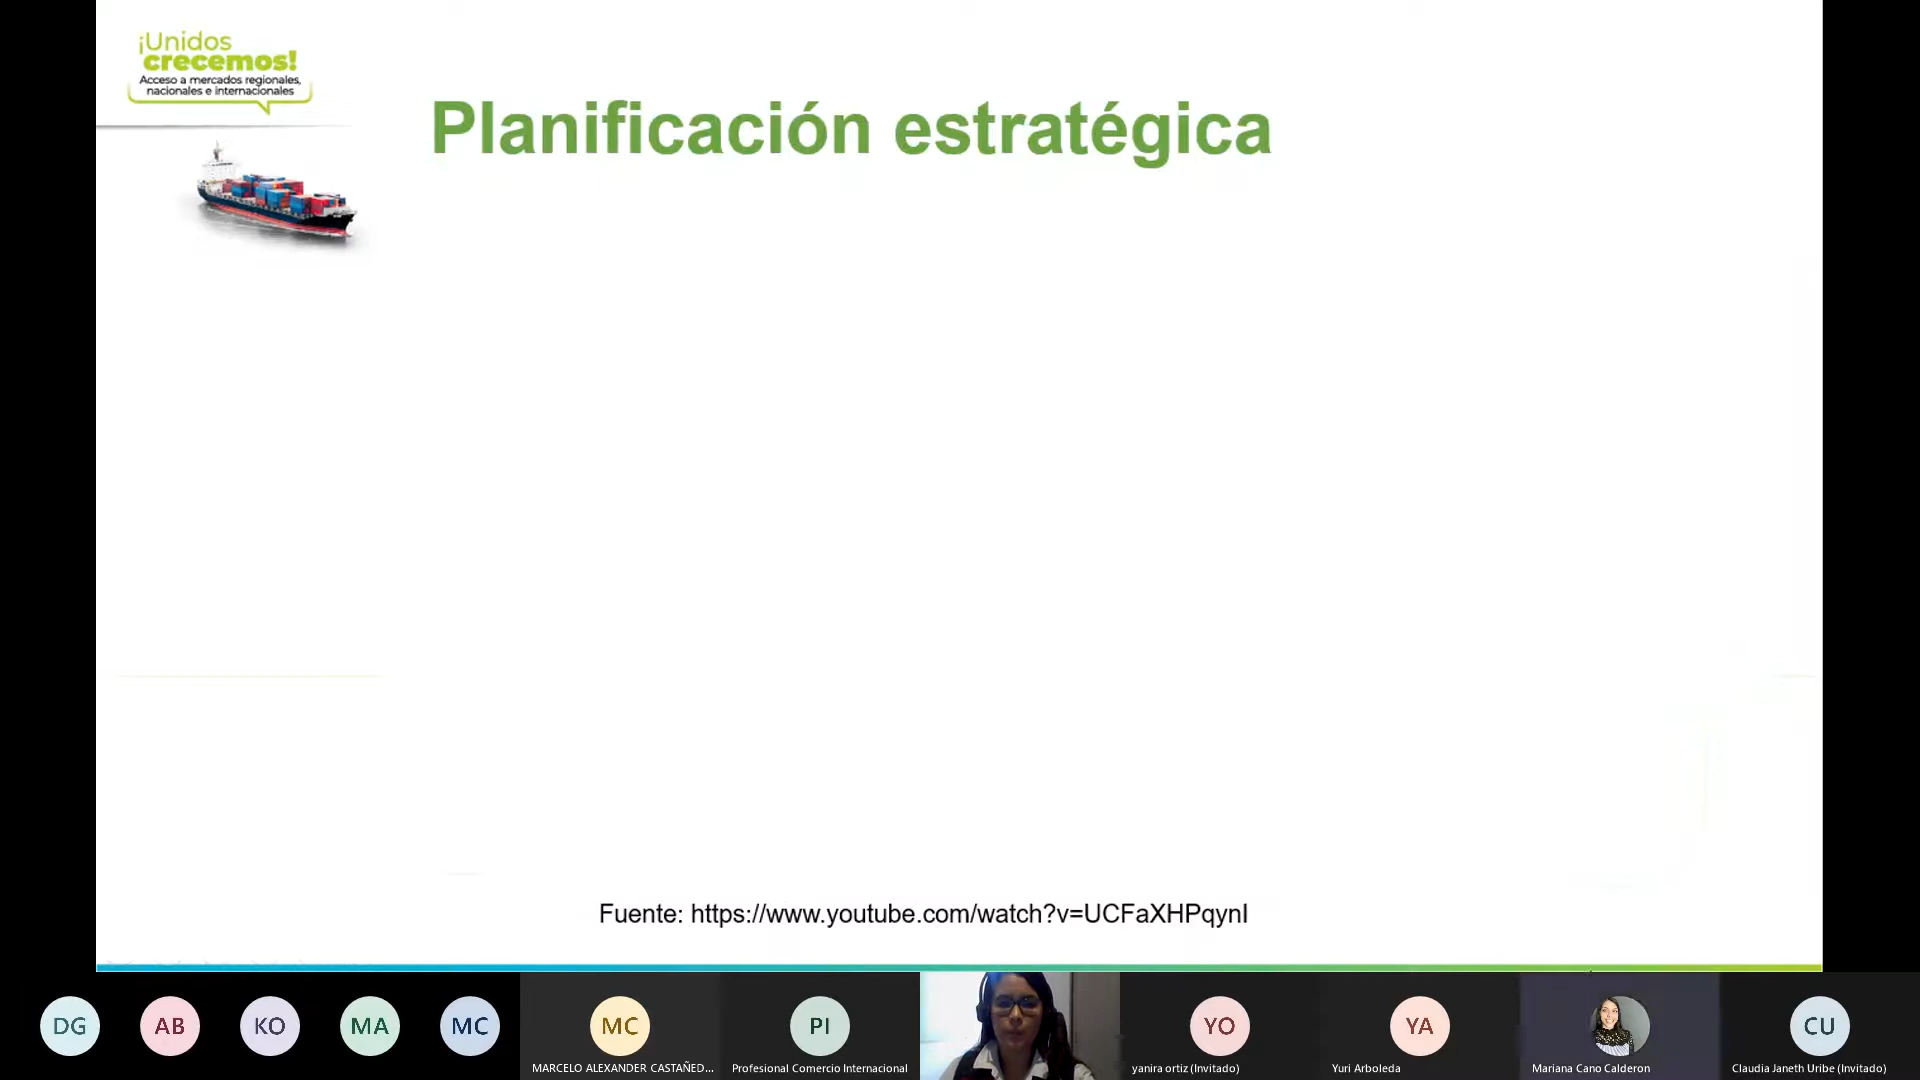 ¡Unidos
crecemos!
Acceso a mercados regionales,
nacionales e internacionales
Planificación estratégica
Fuente: https://www.youtube.com/watch?v=UCFaXHPqynI
DG
AB
KO
MA
MC
MC
PI
YO
YA
CU
MARCELO ALEXANDER CASTAÑED...
Profesional Comercio Internacional
yanira ortiz (Invitado)
Yuri Arboleda
Mariana Cano Calderon
Claudia Janeth Uribe (Invitado)